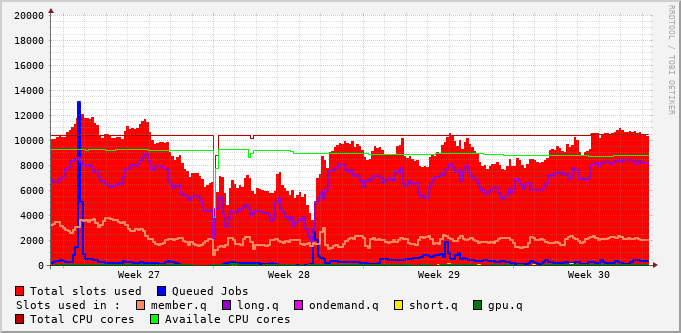 20000
18000
16000
14000
12000
10000
8000
6000
4000
2000
0
Week 27 Week 28 Week 29 Week 30
Total slots used Queued Jobs
Slots used in : member.q long.q ondemand.q short.q gpu.q
Total CPU cores Availale CPU cores
RRDTOOL / TOBI OETIKER